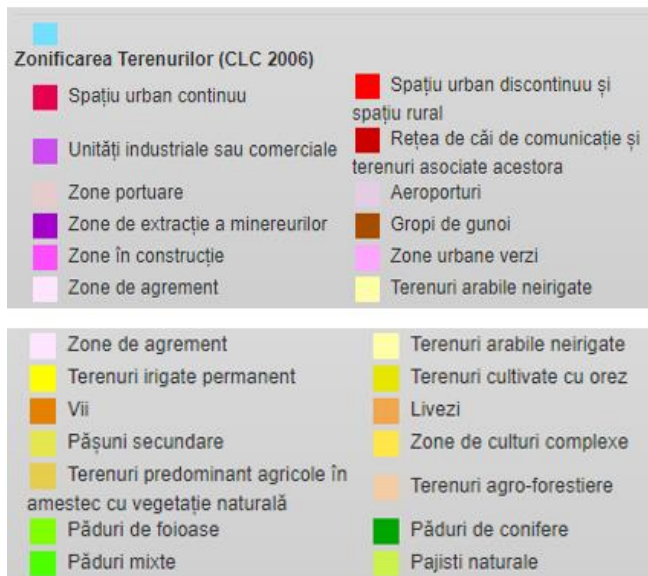 Zonificarea Terenurilor (CLC 2006)
Spațiu urban continuu
Spațiu urban discontinuu și
spațiu rural
Unități industriale sau comerciale
Rețea de căi de comunicație și
terenuri asociate acestora
Zone portuare
Aeroporturi
Zone de extracție a minereurilor
Gropi de gunoi
Zone în construcție
Zone urbane verzi
Zone de agrement
Terenuri arabile neirigate
Zone de agrement
Terenuri arabile neirigate
Terenuri irigate permanent
Terenuri cultivate cu orez
Vii
Livezi
Pășuni secundare
Zone de culturi complexe
Terenuri predominant agricole în
amestec cu vegetație naturală
Terenuri agro-forestiere
Păduri de foioase
Păduri de conifere
Păduri mixte
Pajisti naturale